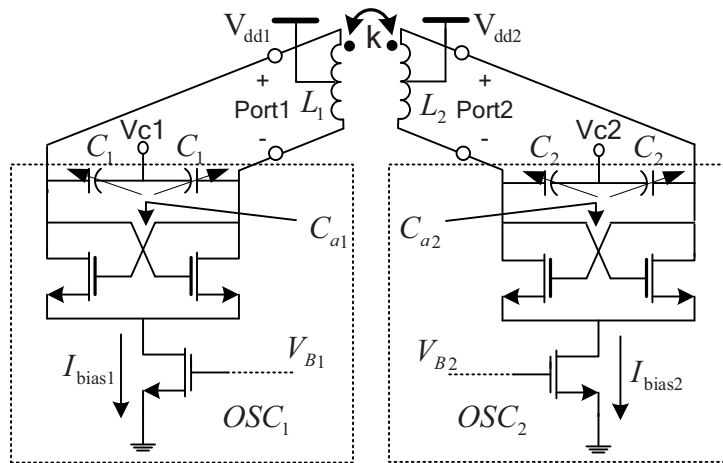 V_dd1 k V_dd2
+ L_1 L_2 +
Port1 Port2
Vc1 - - Vc2
C_1 C_1 C_2 C_2
C_a1 C_a2
V_B1 V_B2
I_bias1 I_bias2
OSC_1 OSC_2